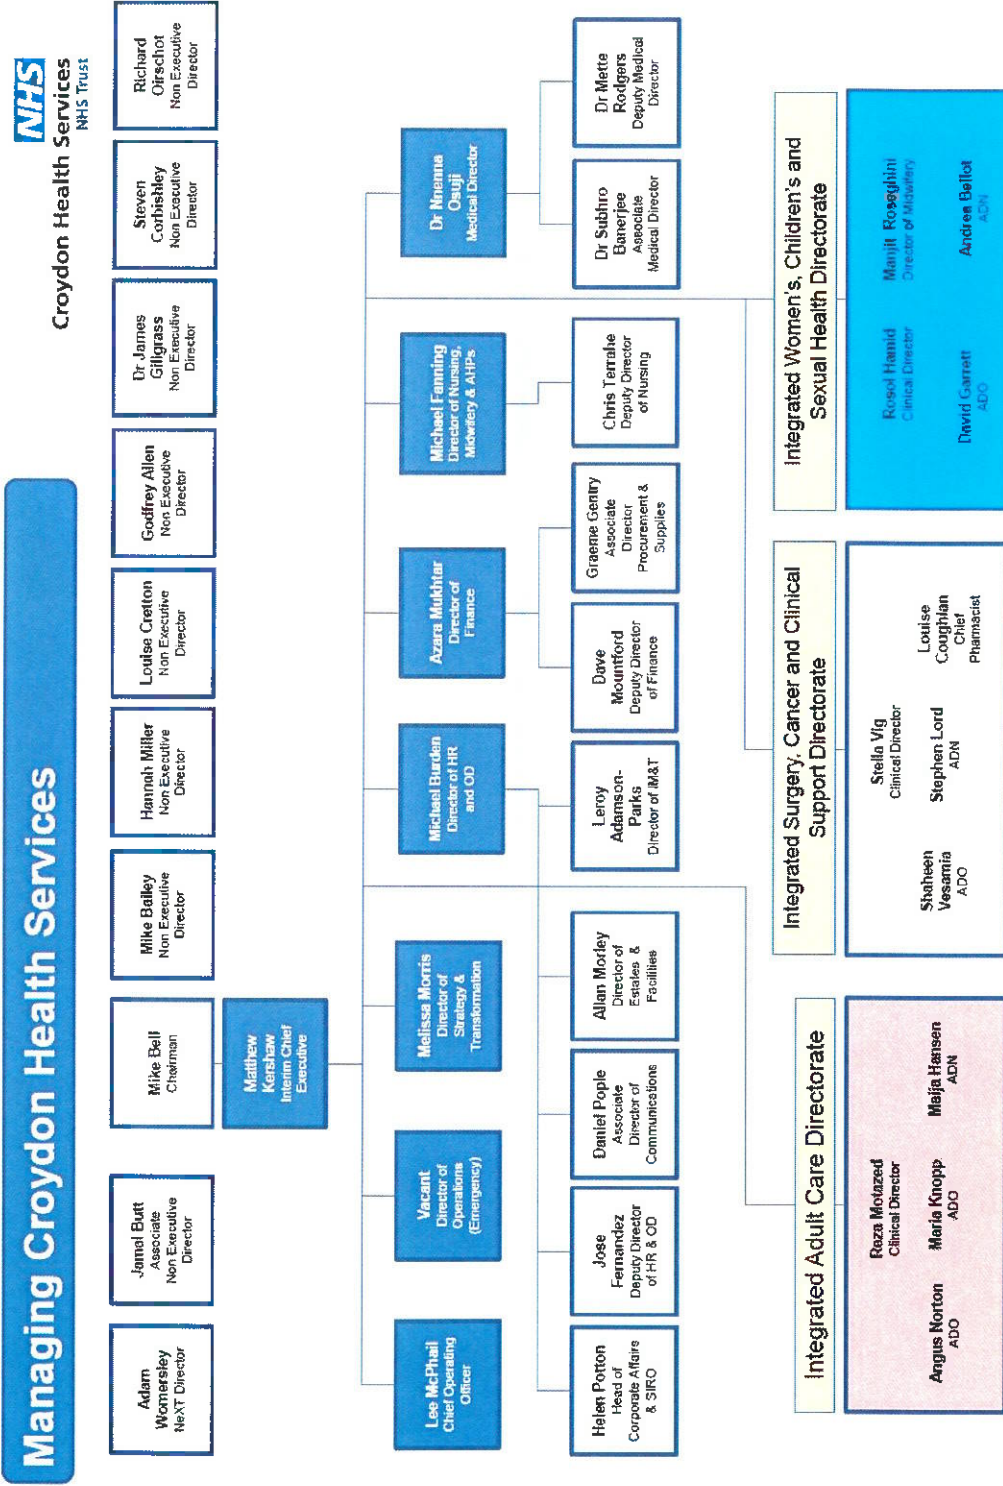 Managing Croydon Health Services
NHS
Croydon Health Services
NHS Trust
Adam
Womersley
NeXT Director
Jamal Butt
Associate
Non Executive
Director
Mike Bell
Chairman
Mike Bailey
Non Executive
Director
Hannah Miller
Non Executive
Director
Louise Cretton
Non Executive
Director
Godfrey Allen
Non Executive
Director
Dr James
Gillgrass
Non Executive
Director
Steven
Corbishley
Non Executive
Director
Richard
Oirschot
Non Executive
Director
Matthew
Kershaw
Interim Chief
Executive
Lee McPhail
Chief Operating
Officer
Vacant
Director of
Operations
(Emergency)
Melissa Morris
Director of
Strategy &
Transformation
Michael Burden
Director of HR
and OD
Azara Mukhtar
Director of
Finance
Michael Fanning
Director of Nursing,
Midwifery & AHPs
Dr Nnenna
Osuji
Medical Director
Helen Potton
Head of
Corporate Affairs
& SIRO
Jose
Fernandez
Deputy Director
of HR & OD
Daniel Pople
Associate
Director of
Communications
Allan Morley
Director of
Estates &
Facilities
Leroy
Adamson-
Parks
Director of IM&T
Dave
Mountford
Deputy Director
of Finance
Graeme Gentry
Associate
Director
Procurement &
Supplies
Chris Terrahe
Deputy Director
of Nursing
Dr Subhro
Banerjee
Associate
Medical Director
Dr Mette
Rodgers
Deputy Medical
Director
Integrated Adult Care Directorate
Reza Motazed
Clinical Director
Angus Norton
ADO
Maria Knopp
ADO
Maija Hansen
ADN
Integrated Surgery, Cancer and Clinical
Support Directorate
Stella Vig
Clinical Director
Shaheen
Vesamia
ADO
Stephen Lord
ADN
Louise
Coughlan
Chief
Pharmacist
Integrated Women's, Children's and
Sexual Health Directorate
Rosol Hamid
Clinical Director
Manjit Roseghini
Director of Midwifery
David Garrett
ADO
Andrea Bellot
ADN